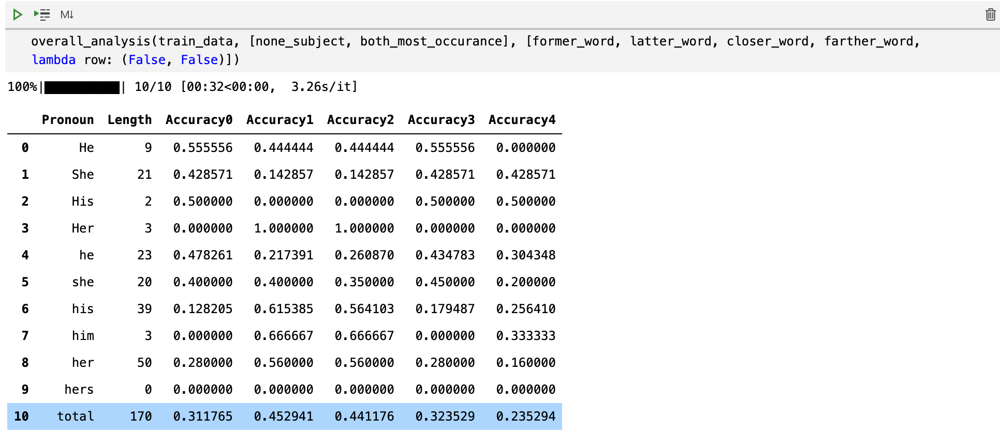 M↓
overall_analysis(train_data, [none_subject, both_most_occurance], [former_word, latter_word, closer_word, farther_word,
lambda row: (False, False)])
100%|██████████| 10/10 [00:32<00:00, 3.26s/it]
Pronoun Length Accuracy0 Accuracy1 Accuracy2 Accuracy3 Accuracy4
0 He 9 0.555556 0.444444 0.444444 0.555556 0.000000
1 She 21 0.428571 0.142857 0.142857 0.428571 0.428571
2 His 2 0.500000 0.000000 0.000000 0.500000 0.500000
3 Her 3 0.000000 1.000000 1.000000 0.000000 0.000000
4 he 23 0.478261 0.217391 0.260870 0.434783 0.304348
5 she 20 0.400000 0.400000 0.350000 0.450000 0.200000
6 his 39 0.128205 0.615385 0.564103 0.179487 0.256410
7 him 3 0.000000 0.666667 0.666667 0.000000 0.333333
8 her 50 0.280000 0.560000 0.560000 0.280000 0.160000
9 hers 0 0.000000 0.000000 0.000000 0.000000 0.000000
10 total 170 0.311765 0.452941 0.441176 0.323529 0.235294